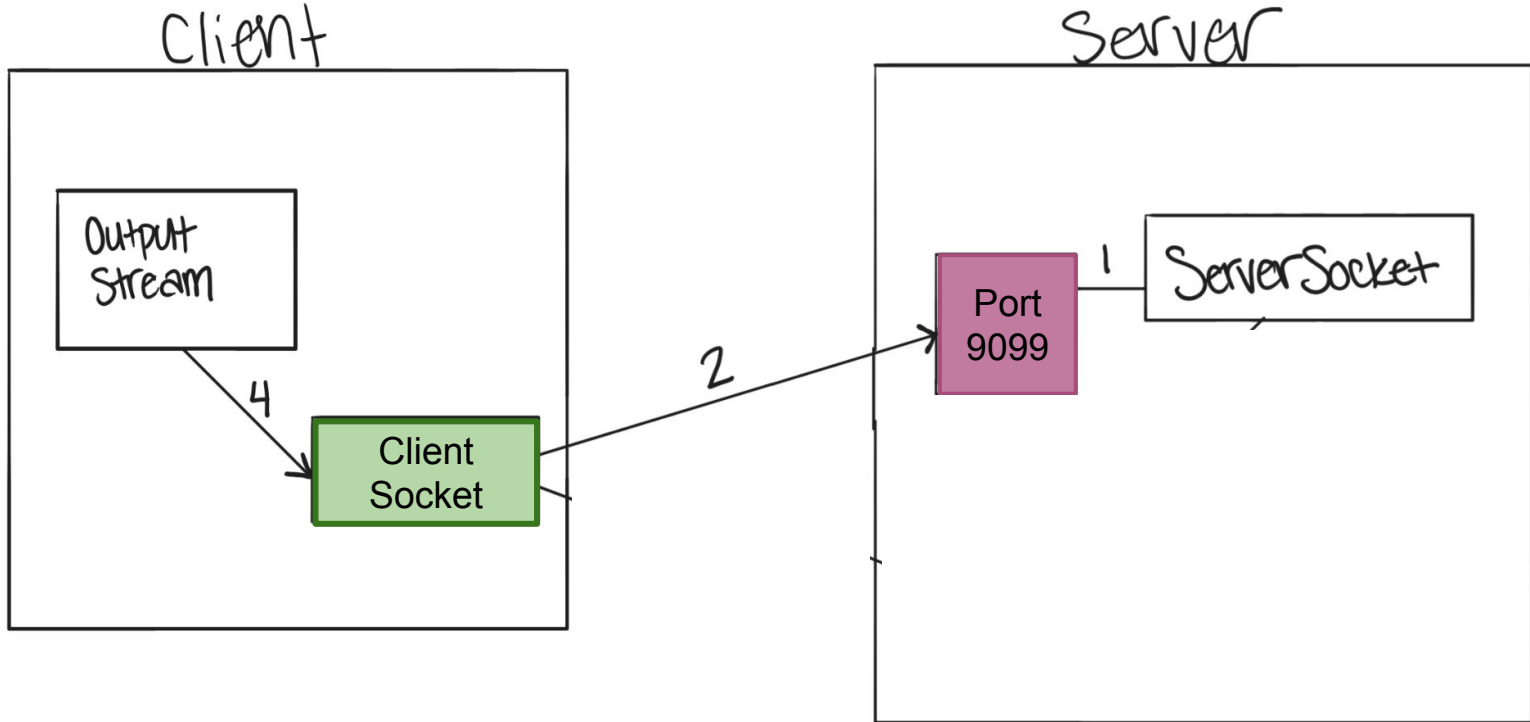 Client
Server
Output
Stream
4
Client
Socket
2
Port
9099
1
ServerSocket